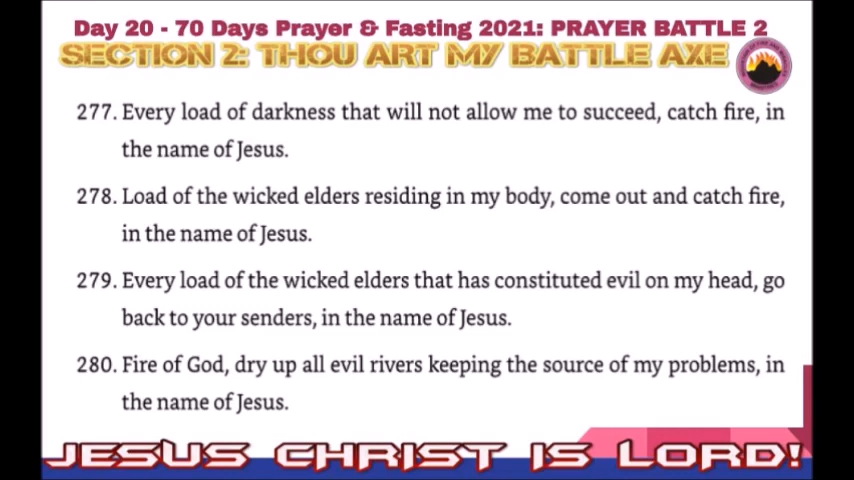 Day 20 - 70 Days Prayer & Fasting 2021: PRAYER BATTLE 2
SECTION 2: THOU ART MY BATTLE AXE
277. Every load of darkness that will not allow me to succeed, catch fire, in
the name of Jesus.
278. Load of the wicked elders residing in my body, come out and catch fire,
in the name of Jesus.
279. Every load of the wicked elders that has constituted evil on my head, go
back to your senders, in the name of Jesus.
280. Fire of God, dry up all evil rivers keeping the source of my problems, in
the name of Jesus.
JESUS CHRIST IS LORD!